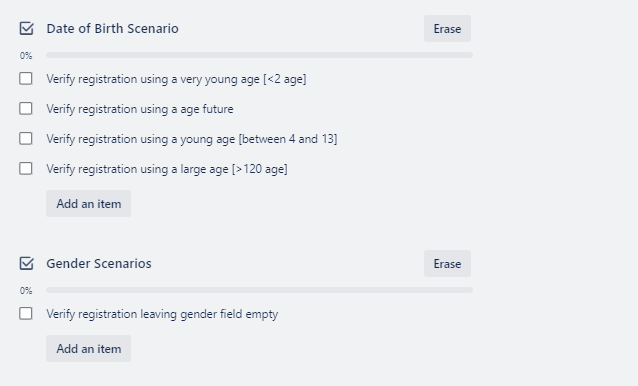 Date of Birth Scenario
Erase
0%
Verify registration using a very young age [<2 age]
Verify registration using a age future
Verify registration using a young age [between 4 and 13]
Verify registration using a large age [>120 age]
Add an item
Gender Scenarios
Erase
0%
Verify registration leaving gender field empty
Add an item